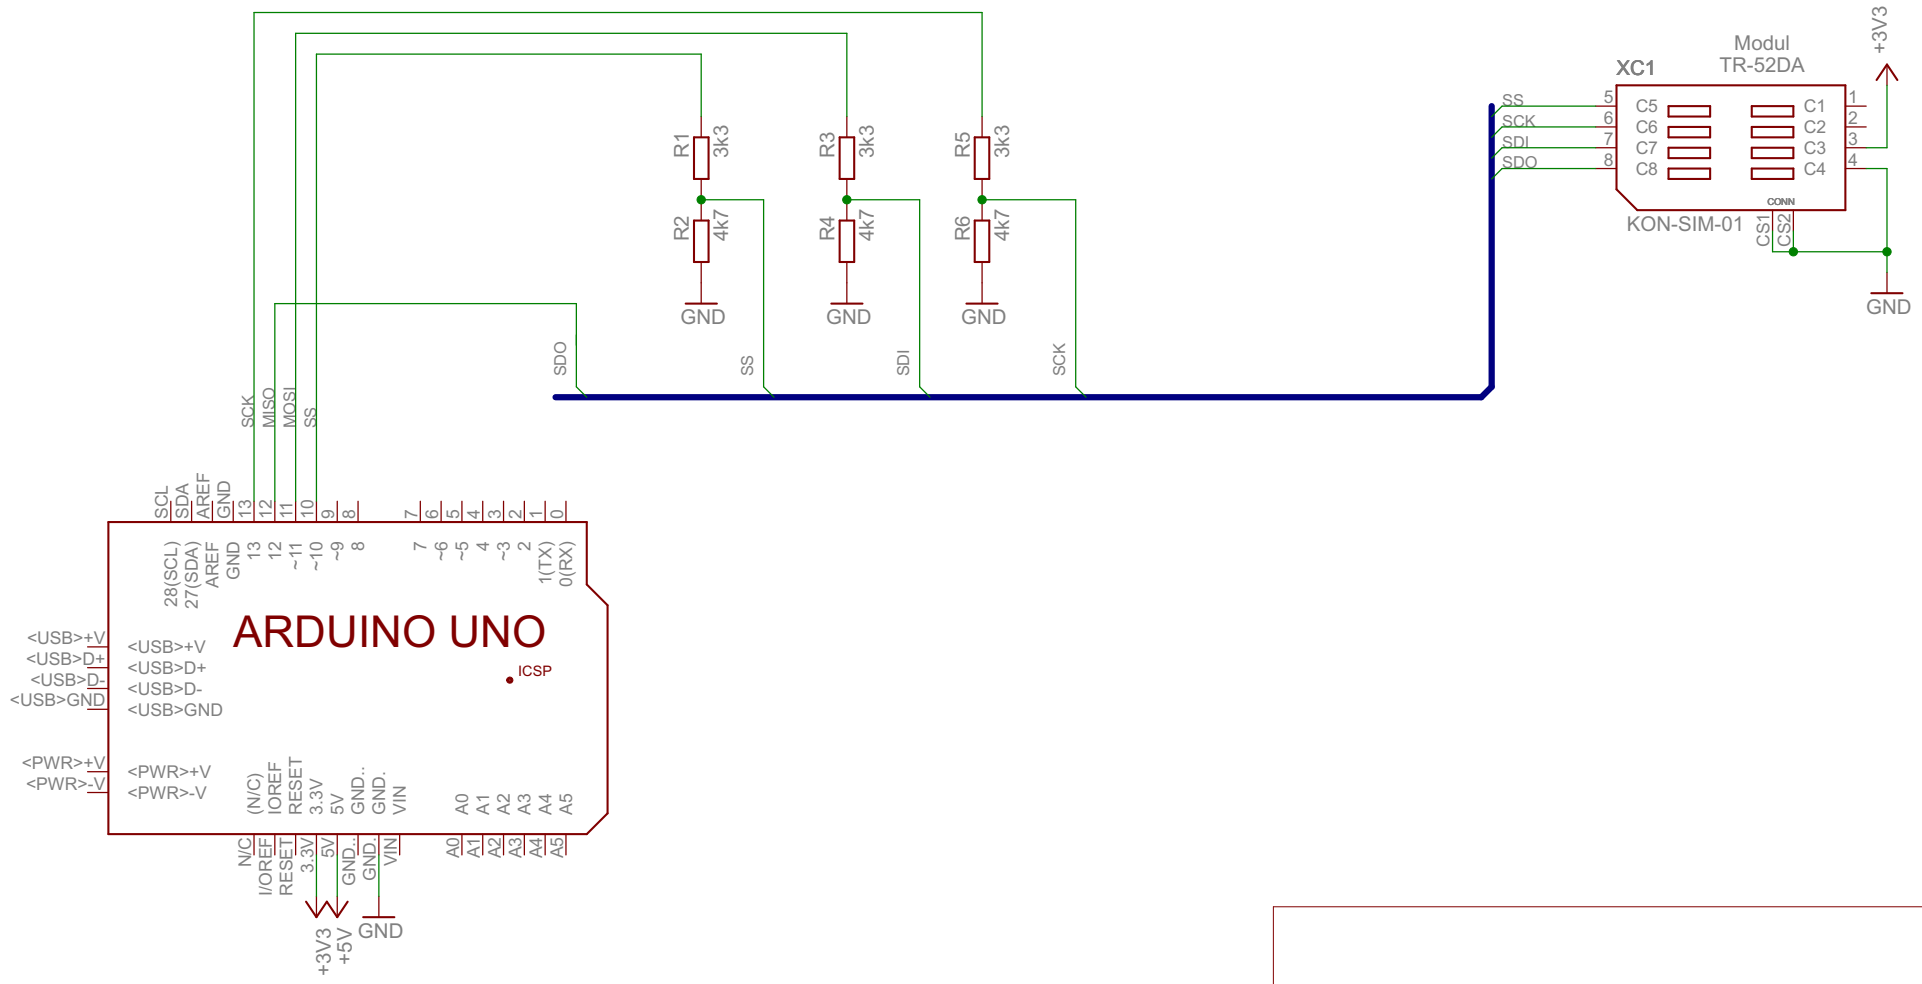 +3V3
Modul
TR-52DA
XC1
SS
SCK
SDI
SDO
5
6
7
8
C5
C6
C7
C8
C1
C2
C3
C4
1
2
3
4
CONN
KON-SIM-01
CS1
CS2
GND
R1
3k3
R3
3k3
R5
3k3
R2
4k7
R4
4k7
R6
4k7
GND
GND
GND
SDO
SS
SDI
SCK
SCK
MISO
MOSI
SS
SCL
SDA
AREF
GND
13
12
11
10
9
8
7
6
5
4
3
2
1
0
28(SCL)
27(SDA)
AREF
GND
13
12
~11
~10
~9
8
7
~6
~5
4
~3
2
1(TX)
0(RX)
ARDUINO UNO
ICSP
<USB>+V
<USB>D+
<USB>D-
<USB>GND
<USB>+V
<USB>D+
<USB>D-
<USB>GND
<PWR>+V
<PWR>-V
<PWR>+V
<PWR>-V
(N/C)
IOREF
RESET
3.3V
5V
GND..
GND.
VIN
A0
A1
A2
A3
A4
A5
N/C
I/OREF
RESET
3.3V
5V
GND..
GND.
VIN
A0
A1
A2
A3
A4
A5
+3V3
+5V
GND